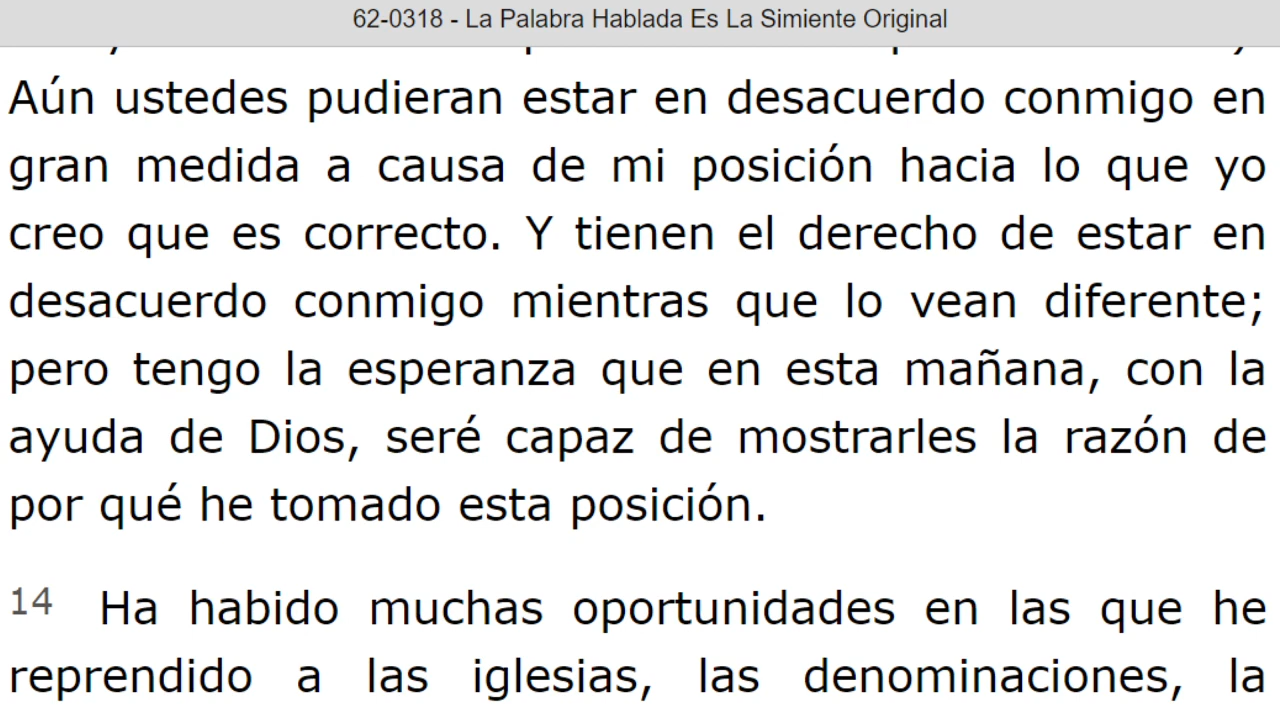 62-0318 - La Palabra Hablada Es La Simiente Original
Aún ustedes pudieran estar en desacuerdo conmigo en
gran medida a causa de mi posición hacia lo que yo
creo que es correcto. Y tienen el derecho de estar en
desacuerdo conmigo mientras que lo vean diferente;
pero tengo la esperanza que en esta mañana, con la
ayuda de Dios, seré capaz de mostrarles la razón de
por qué he tomado esta posición.
14 Ha habido muchas oportunidades en las que he
reprendido a las iglesias, las denominaciones, la